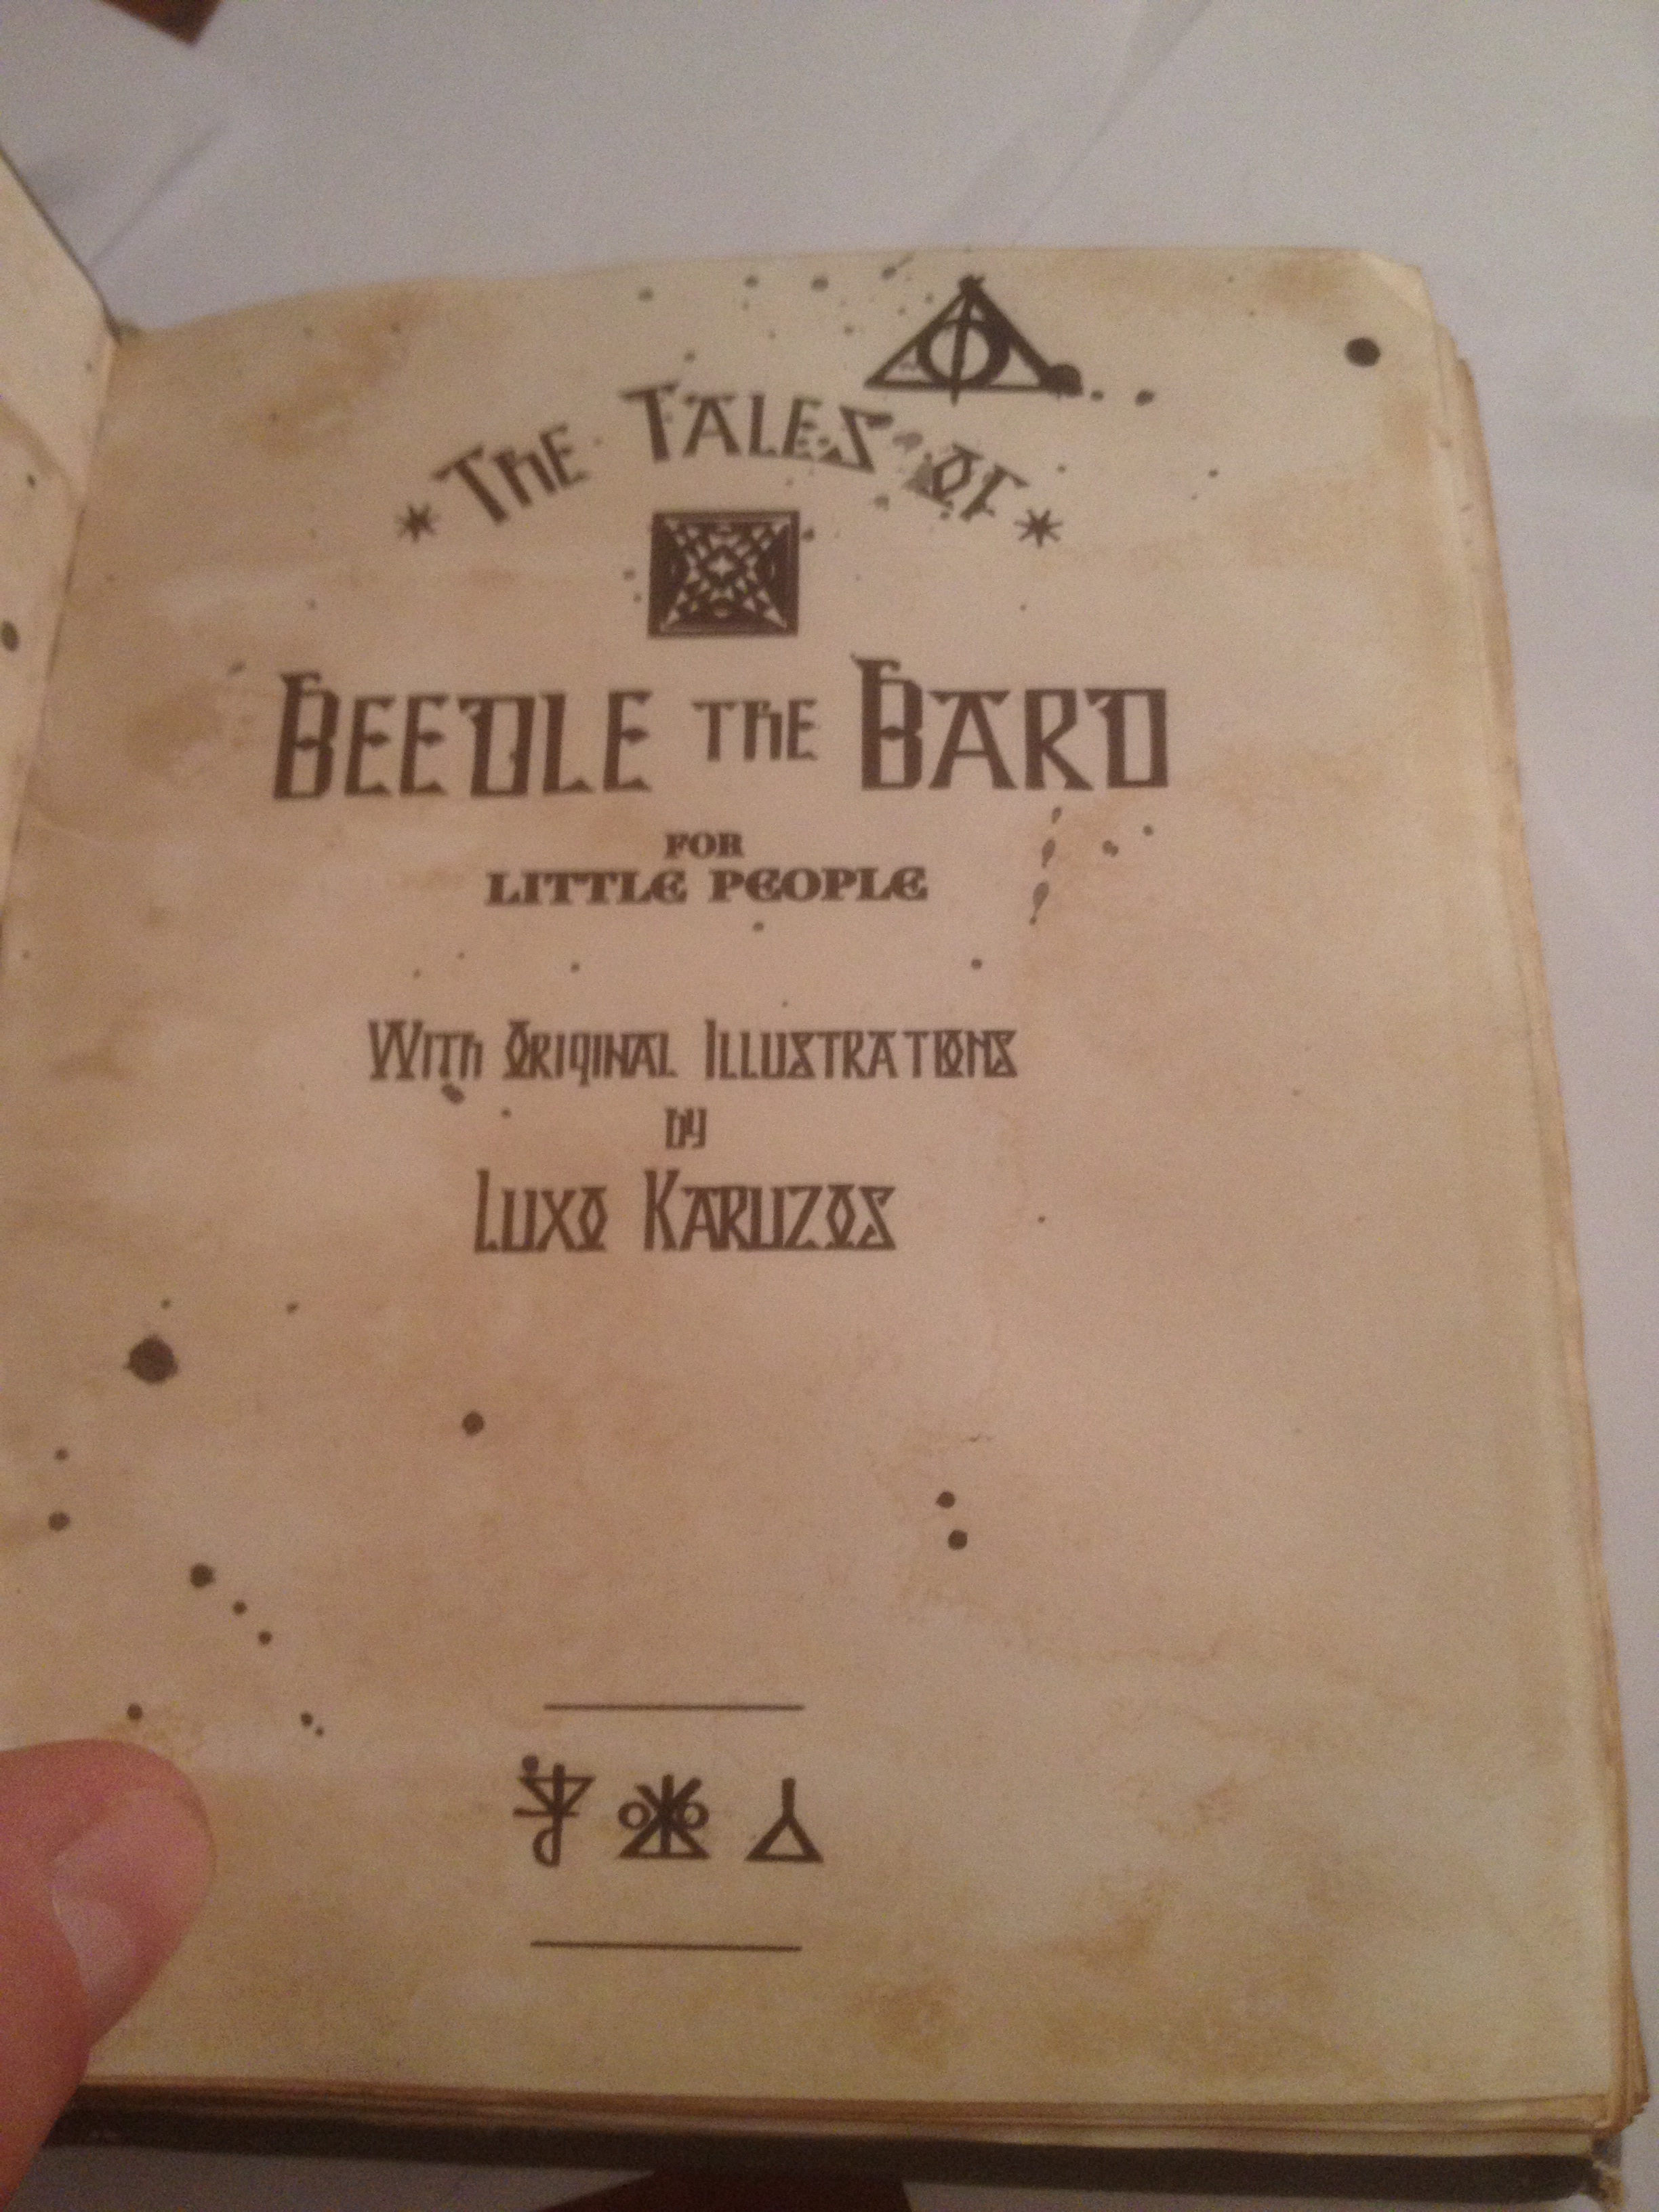 The Tales of
Beedle the Bard
FOR
LITTLE PEOPLE
With Original Illustrations
by
Luxo Karuzos